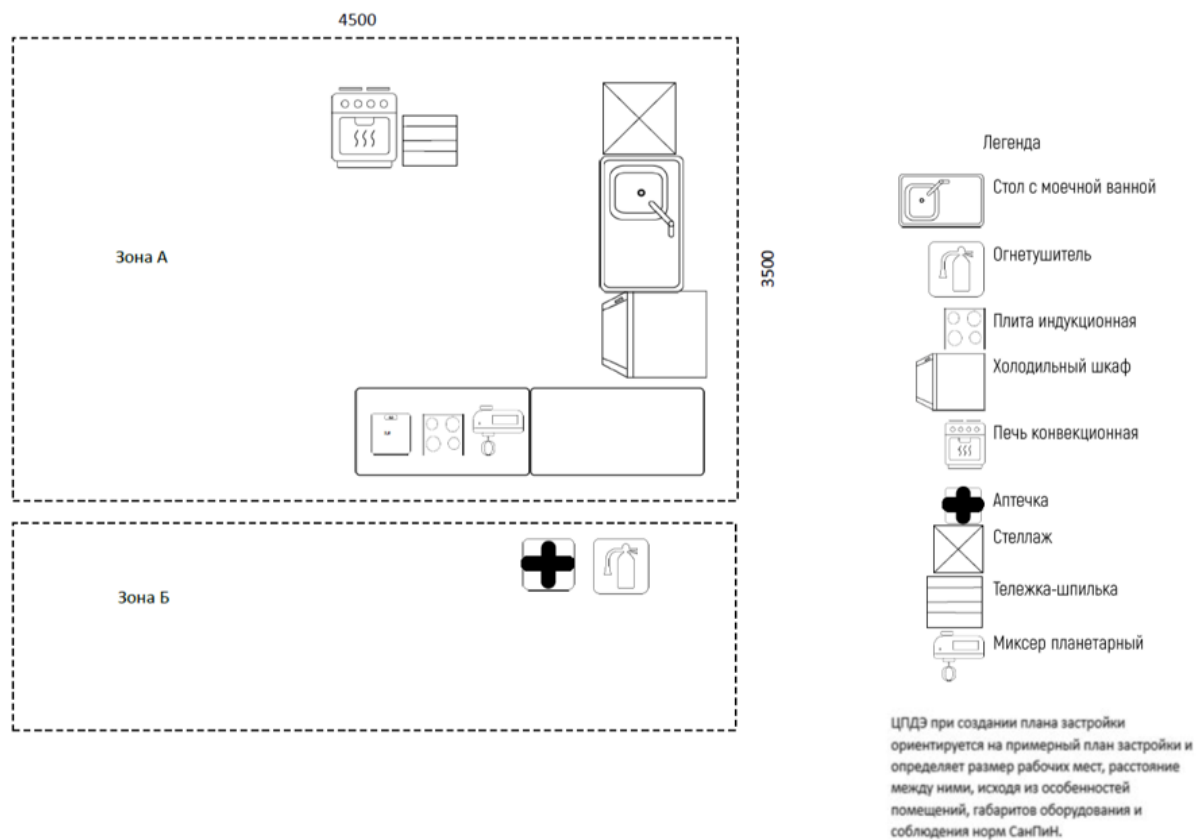 4500
Зона А
3500
Зона Б
Легенда
Стол с моечной ванной
Огнетушитель
Плита индукционная
Холодильный шкаф
Печь конвекционная
Аптечка
Стеллаж
Тележка-шпилька
Миксер планетарный
ЦПДЭ при создании плана застройки
ориентируется на примерный план застройки и
определяет размер рабочих мест, расстояние
между ними, исходя из особенностей
помещений, габаритов оборудования и
соблюдения норм СанПиН.